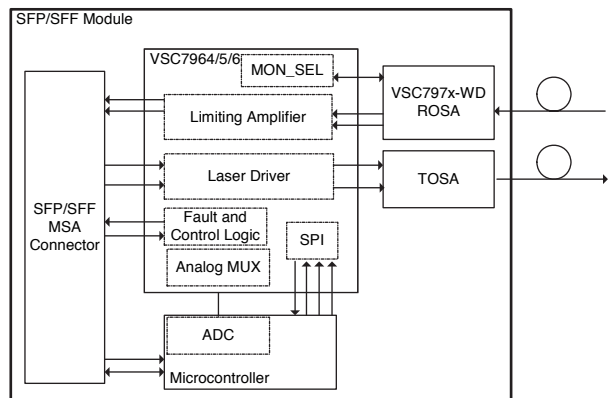 SFP/SFF Module
VSC7964/5/6
MON_SEL
VSC797x-WD
ROSA
Limiting Amplifier
Laser Driver
TOSA
SFP/SFF
MSA
Connector
Fault and
Control Logic
SPI
Analog MUX
ADC
Microcontroller